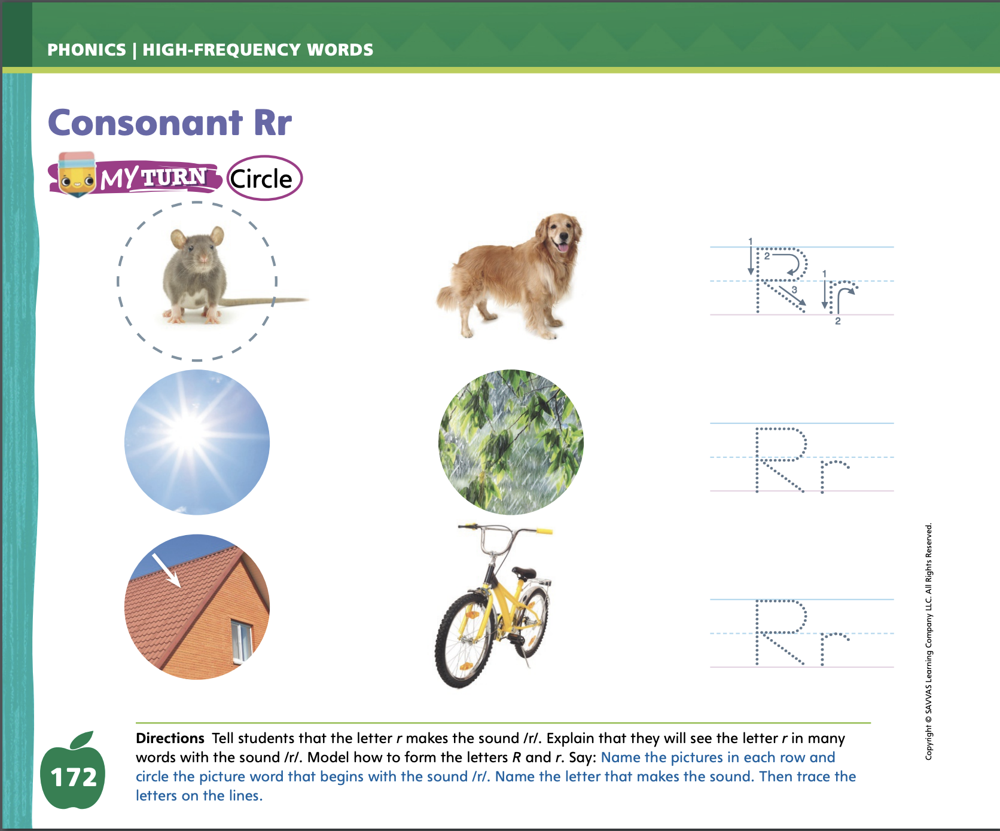 PHONICS | HIGH-FREQUENCY WORDS
Consonant Rr
MY TURN Circle
1
2
3
R r
1
2
R r
R r
Directions Tell students that the letter r makes the sound /r/. Explain that they will see the letter r in many
words with the sound /r/. Model how to form the letters R and r. Say: Name the pictures in each row and
circle the picture word that begins with the sound /r/. Name the letter that makes the sound. Then trace the
letters on the lines.
172
Copyright © SAVVAS Learning Company LLC. All Rights Reserved.